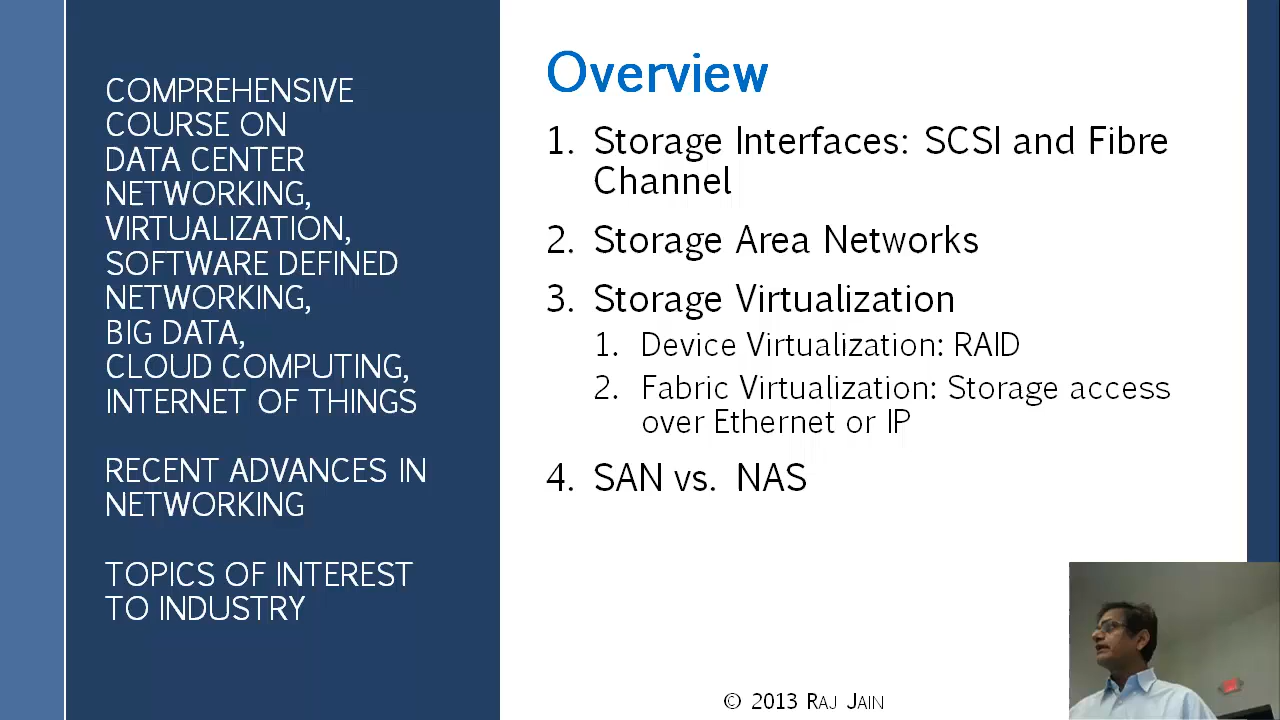 COMPREHENSIVE
COURSE ON
DATA CENTER
NETWORKING,
VIRTUALIZATION,
SOFTWARE DEFINED
NETWORKING,
BIG DATA,
CLOUD COMPUTING,
INTERNET OF THINGS
RECENT ADVANCES IN
NETWORKING
TOPICS OF INTEREST
TO INDUSTRY
Overview
1. Storage Interfaces: SCSI and Fibre
Channel
2. Storage Area Networks
3. Storage Virtualization
1. Device Virtualization: RAID
2. Fabric Virtualization: Storage access
over Ethernet or IP
4. SAN vs. NAS
© 2013 RAJ JAIN